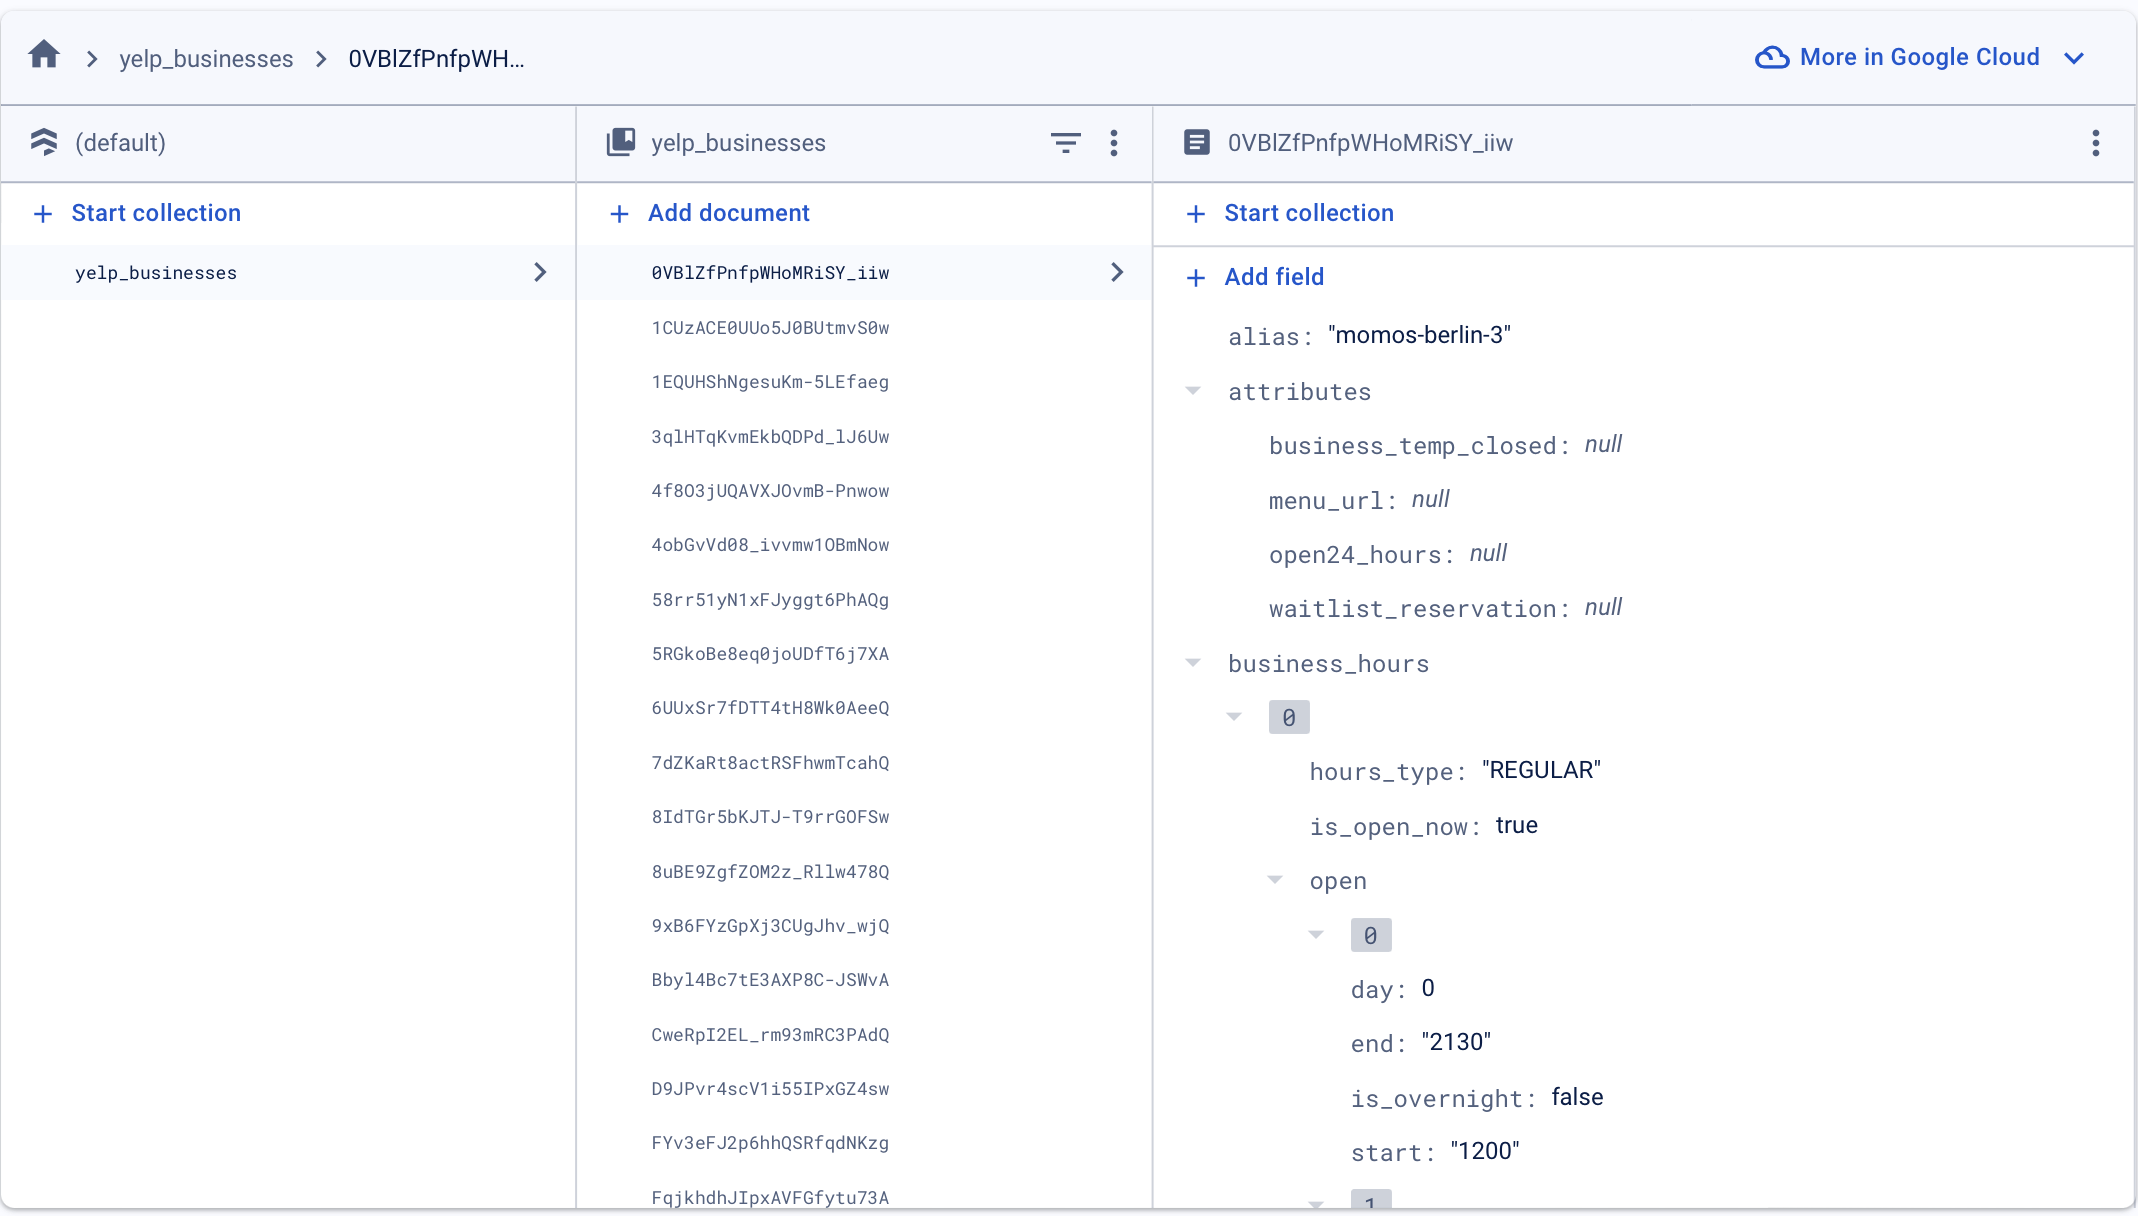 yelp_businesses
0VBlZfPnfpWH...
More in Google Cloud
(default)
yelp_businesses
0VBlZfPnfpWHoMRiSY_iiw
Start collection
Add document
Start collection
yelp_businesses
0VBlZfPnfpWHoMRiSY_iiw
1CUzACE0UUo5J0BUtmvS0w
1EQUHShNgesuKm-5LEfaeg
3qlHTqKvmEkbQDPd_lJ6Uw
4f8O3jUQAVXJOvmB-Pnwow
4obGvVd08_ivvmw1OBmNow
58rr51yN1xFJyggt6PhAQg
5RGkoBe8eq0joUDfT6j7XA
6UUxSr7fDTT4tH8Wk0AeeQ
7dZKaRt8actRSFhwmTcahQ
8IdTGr5bKJTJ-T9rrGOFSw
8uBE9ZgfZOM2z_Rllw478Q
9xB6FYzGpXj3CUgJhv_wjQ
Bbyl4Bc7tE3AXP8C-JSWvA
CweRpI2EL_rm93mRC3PAdQ
D9JPvr4scV1i55IPxGZ4sw
FYv3eFJ2p6hhQSRfqdNKzg
FqjkhdhJIpxAVFGfytu73A
Add field
alias: "momos-berlin-3"
attributes
business_temp_closed: null
menu_url: null
open24_hours: null
waitlist_reservation: null
business_hours
0
hours_type: "REGULAR"
is_open_now: true
open
0
day: 0
end: "2130"
is_overnight: false
start: "1200"
1